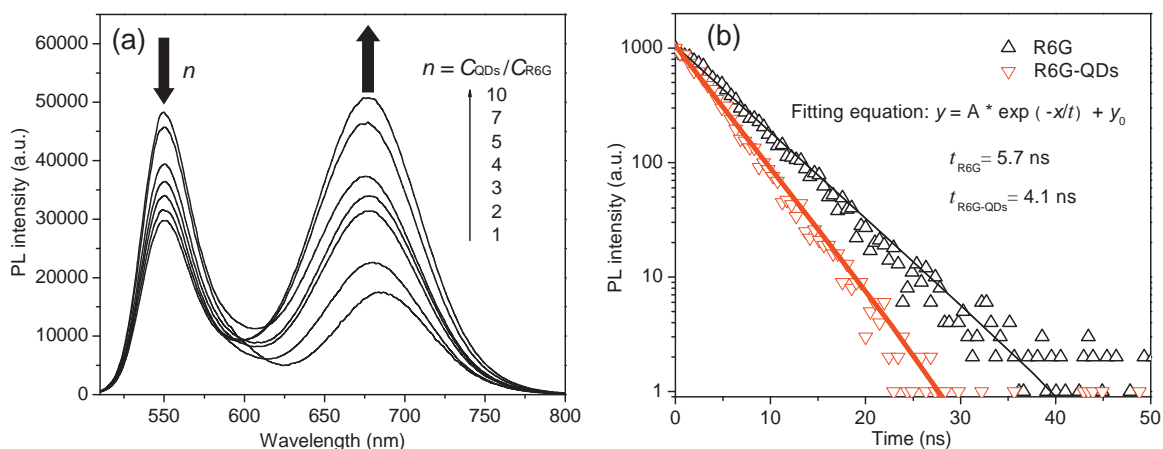 (a)
n
n = CQDs/CR6G
10
7
5
4
3
2
1
60000
50000
40000
30000
20000
10000
0
PL intensity (a.u.)
550 600 650 700 750 800
Wavelength (nm)
(b)
R6G
R6G-QDs
Fitting equation: y = A * exp (-x/t) + y0
tR6G= 5.7 ns
tR6G-QDs= 4.1 ns
1000
100
10
1
PL intensity (a.u.)
0 10 20 30 40 50
Time (ns)